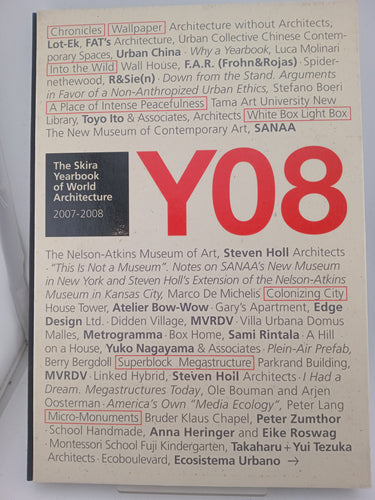 Chronicles Wallpaper Architecture without Architects,
Lot-Ek, FAT's Architecture, Urban Collective Chinese Contem-
porary Spaces, Urban China · Why a Yearbook, Luca Molinari
Into the Wild Wall House, F.A.R. (Frohn&Rojas) · Spider-
nethewood, R&Sie(n) · Down from the Stand. Arguments
in Favor of a Non-Anthropized Urban Ethics, Stefano Boeri
A Place of Intense Peacefulness Tama Art University New
Library, Toyo Ito & Associates, Architects White Box Light Box
The New Museum of Contemporary Art, SANAA
The Skira
Yearbook
of World
Architecture
2007-2008
Y08
The Nelson-Atkins Museum of Art, Steven Holl Architects
· "This Is Not a Museum". Notes on SANAA's New Museum
in New York and Steven Holl's Extension of the Nelson-Atkins
Museum in Kansas City, Marco De Michelis Colonizing City
House Tower, Atelier Bow-Wow · Gary's Apartment, Edge
Design Ltd. · Didden Village, MVRDV · Villa Urbana Domus
Malles, Metrogramma · Box Home, Sami Rintala · A Hill
on a House, Yuko Nagayama & Associates · Plein-Air Prefab,
Berry Bergdoll Superblock Megastructure Parkrand Building,
MVRDV · Linked Hybrid, Steven Holl Architects · I Had a
Dream. Megastructures Today, Ole Bouman and Arjen
Oosterman · America's Own "Media Ecology", Peter Lang
Micro-Monuments Bruder Klaus Chapel, Peter Zumthor
· School Handmade, Anna Heringer and Eike Roswag
· Montessori School Fuji Kindergarten, Takaharu + Yui Tezuka
Architects · Ecoboulevard, Ecosistema Urbano →